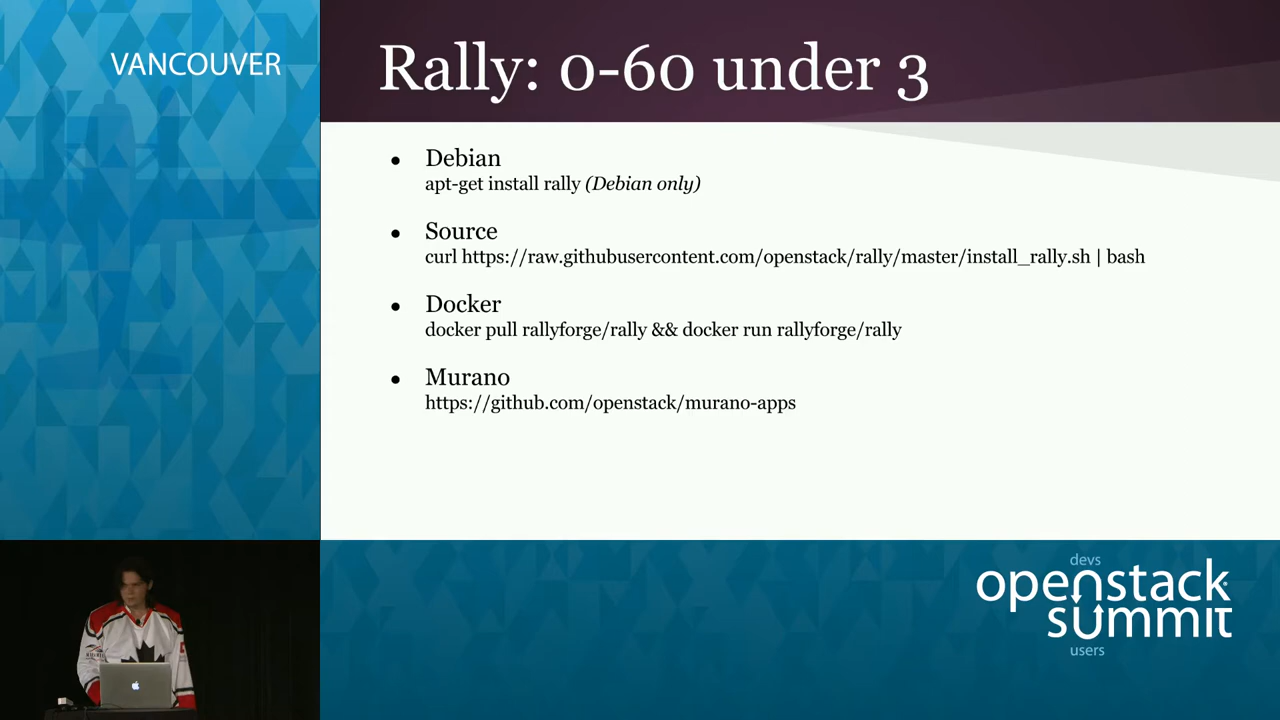 VANCOUVER
Rally: 0-60 under 3
● Debian
apt-get install rally (Debian only)
● Source
curl https://raw.githubusercontent.com/openstack/rally/master/install_rally.sh | bash
● Docker
docker pull rallyforge/rally && docker run rallyforge/rally
● Murano
https://github.com/openstack/murano-apps
devs
openstack
summit
users